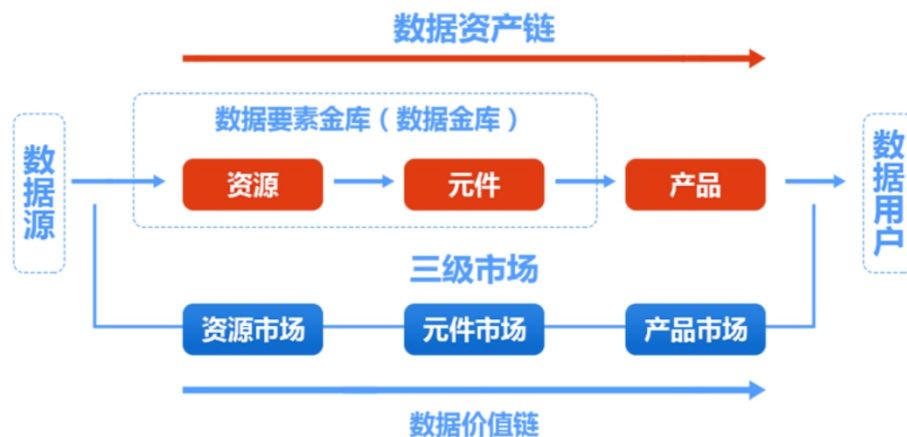 数据资产链
数据要素金库（数据金库）
数据源
资源
元件
产品
数据用户
三级市场
资源市场
元件市场
产品市场
数据价值链